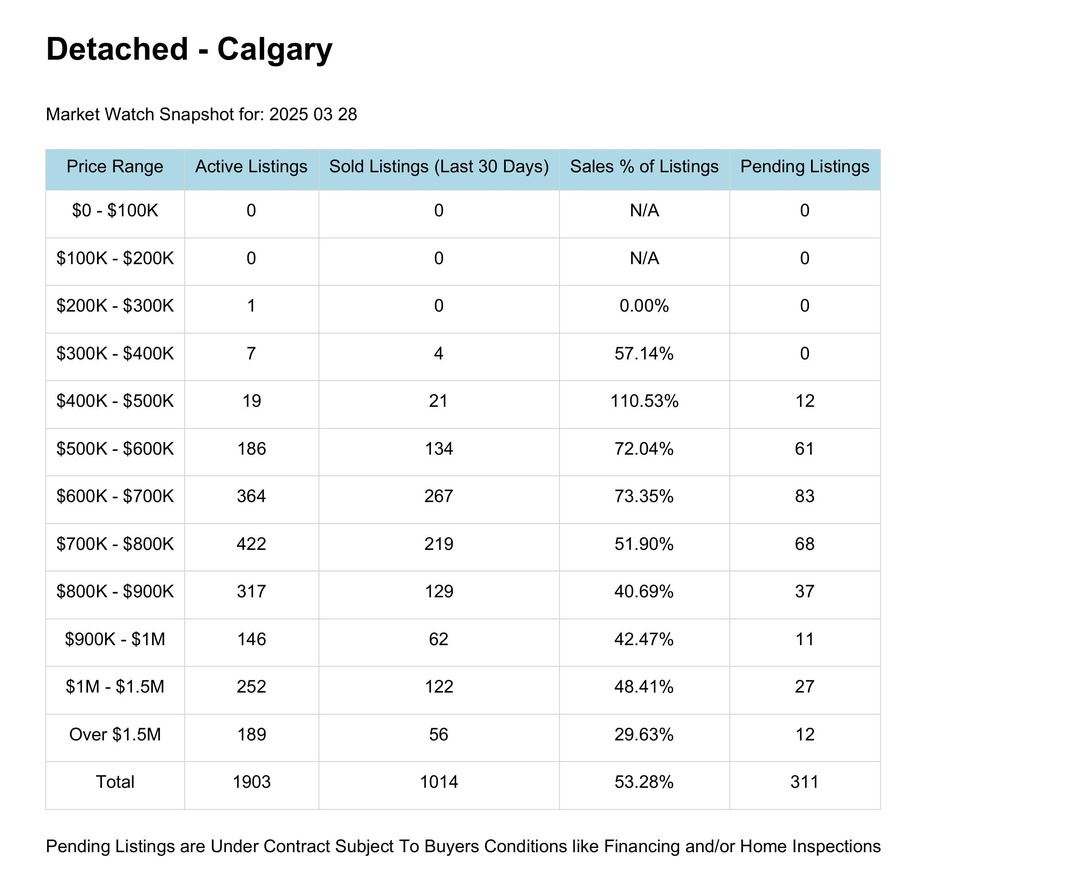 Detached - Calgary
Market Watch Snapshot for: 2025 03 28
Price Range Active Listings Sold Listings (Last 30 Days) Sales % of Listings Pending Listings
$0 - $100K 0 0 N/A 0
$100K - $200K 0 0 N/A 0
$200K - $300K 1 0 0.00% 0
$300K - $400K 7 4 57.14% 0
$400K - $500K 19 21 110.53% 12
$500K - $600K 186 134 72.04% 61
$600K - $700K 364 267 73.35% 83
$700K - $800K 422 219 51.90% 68
$800K - $900K 317 129 40.69% 37
$900K - $1M 146 62 42.47% 11
$1M - $1.5M 252 122 48.41% 27
Over $1.5M 189 56 29.63% 12
Total 1903 1014 53.28% 311
Pending Listings are Under Contract Subject To Buyers Conditions like Financing and/or Home Inspections